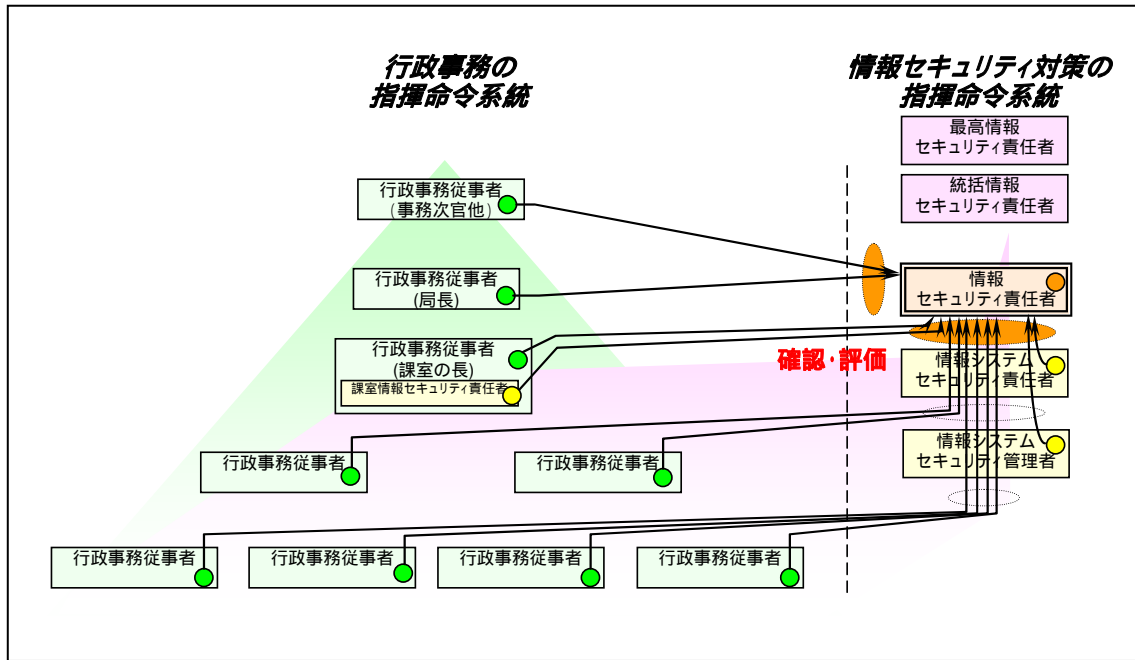 行政事務の
指揮命令系統
情報セキュリティ対策の
指揮命令系統
最高情報
セキュリティ責任者
統括情報
セキュリティ責任者
行政事務従事者
(事務次官他)
行政事務従事者
(局長)
情報
セキュリティ責任者
行政事務従事者
(課室の長)
課室情報セキュリティ責任者
確認・評価
情報システム
セキュリティ責任者
行政事務従事者
行政事務従事者
情報システム
セキュリティ管理者
行政事務従事者
行政事務従事者
行政事務従事者
行政事務従事者